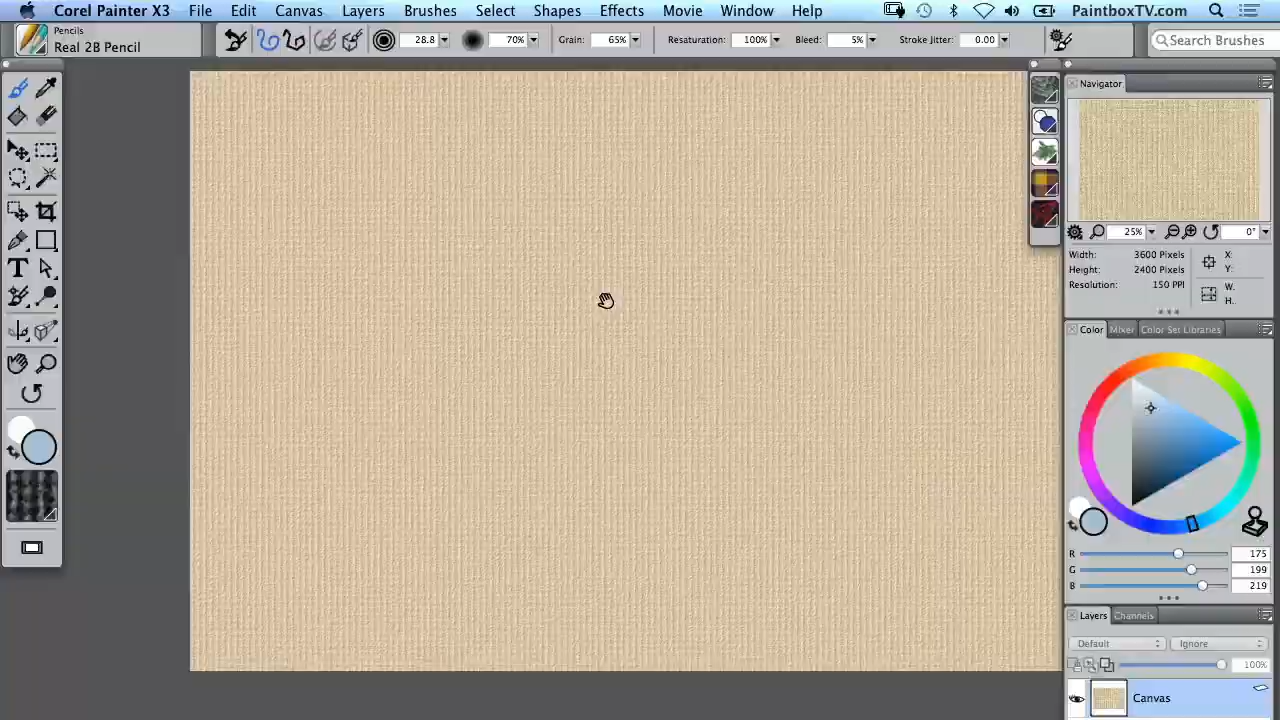 Corel Painter X3 File Edit Canvas Layers Brushes Select Shapes Effects Movie Window Help PaintboxTV.com
Pencils
Real 2B Pencil
28.8 70% Grain: 65% Resaturation: 100% Bleed: 5% Stroke Jitter: 0.00 Search Brushes
Navigator
25% 0°
Width: 3600 Pixels X:
Height: 2400 Pixels Y:
Resolution: 150 PPI W.
H..
Color Mixer Color Set Libraries
R 175
G 199
B 219
Layers Channels
Default Ignore
100%
Canvas
T